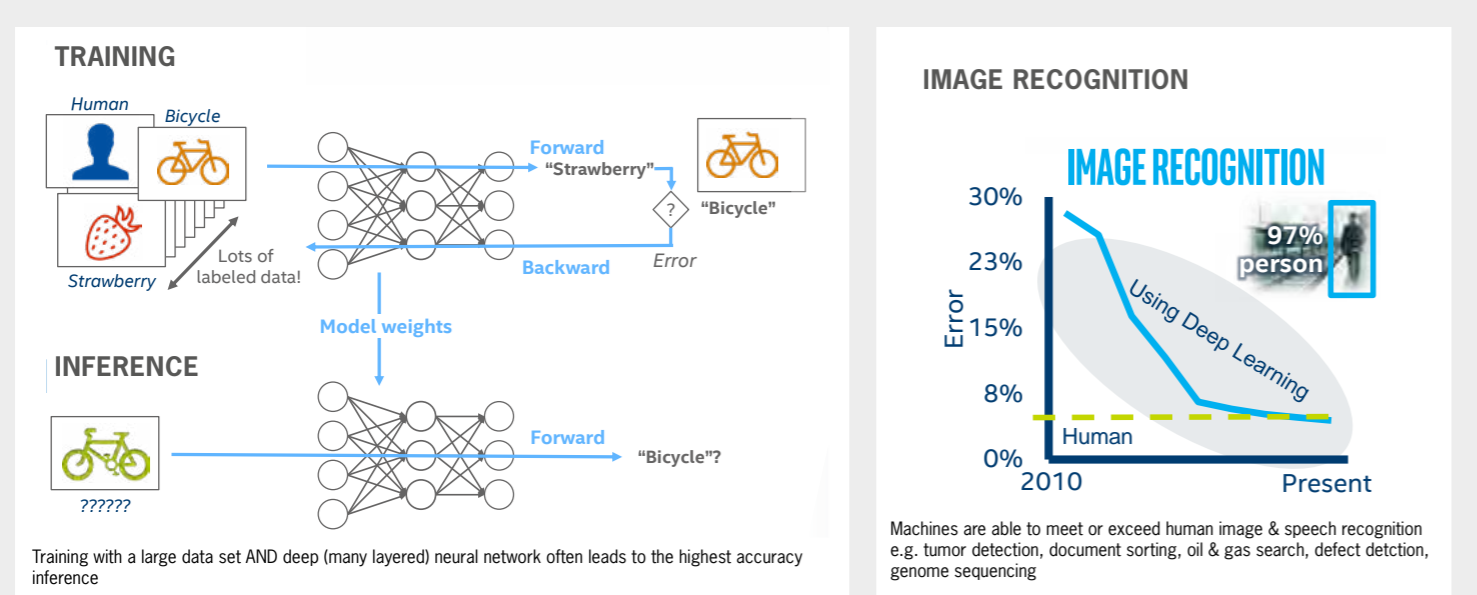 TRAINING
Human
Bicycle
Strawberry
Lots of
labeled data!
Forward
“Strawberry”
?
“Bicycle”
Error
Backward
Model weights
INFERENCE
??????
Forward
“Bicycle”?
Training with a large data set AND deep (many layered) neural network often leads to the highest accuracy
inference
IMAGE RECOGNITION
IMAGE RECOGNITION
30%
23%
15%
8%
0%
Error
97%
person
Using Deep Learning
Human
2010
Present
Machines are able to meet or exceed human image & speech recognition
e.g. tumor detection, document sorting, oil & gas search, defect detction,
genome sequencing